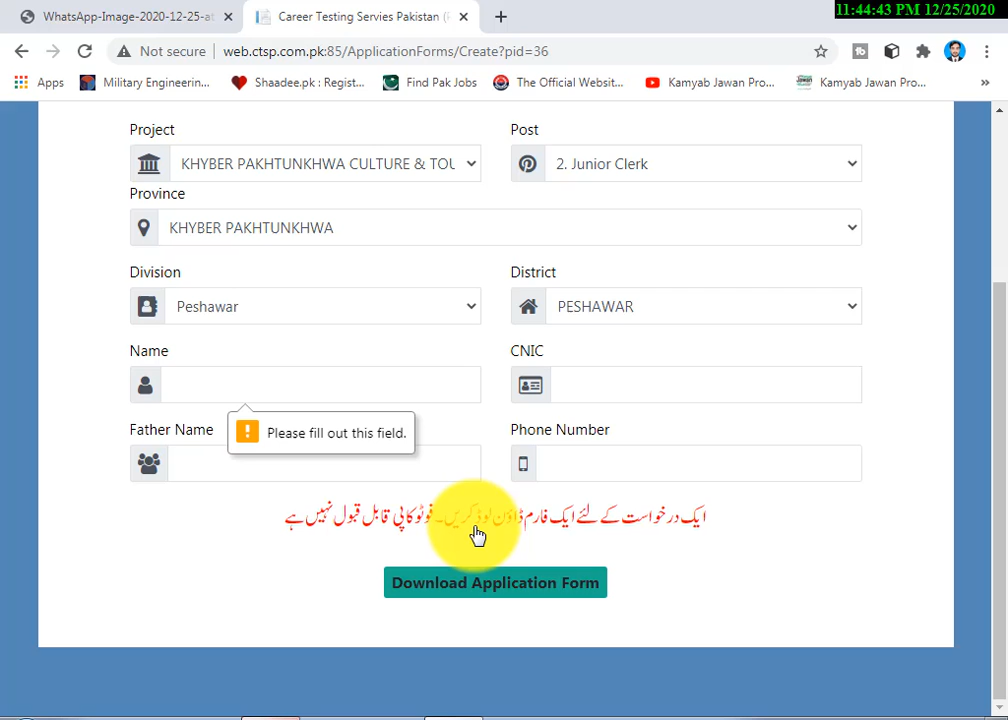 11:44:43 PM 12/25/2020
WhatsApp-Image-2020-12-25-at
Career Testing Servies Pakistan (P
Not secure
web.ctsp.com.pk:85/ApplicationForms/Create?pid=36
Apps
Military Engineerin...
Shaadee.pk : Regist...
Find Pak Jobs
The Official Websit...
Kamyab Jawan Pro...
Kamyab Jawan Pro...
»
Project
Post
KHYBER PAKHTUNKHWA CULTURE & TOU
2. Junior Clerk
Province
KHYBER PAKHTUNKHWA
Division
District
Peshawar
PESHAWAR
Name
CNIC
Please fill out this field.
Father Name
Phone Number
ایک درخواست کے لئے ایک فارم ڈاؤن لوڈ کریں۔ فوٹو کاپی قابل قبول نہیں ہے
Download Application Form